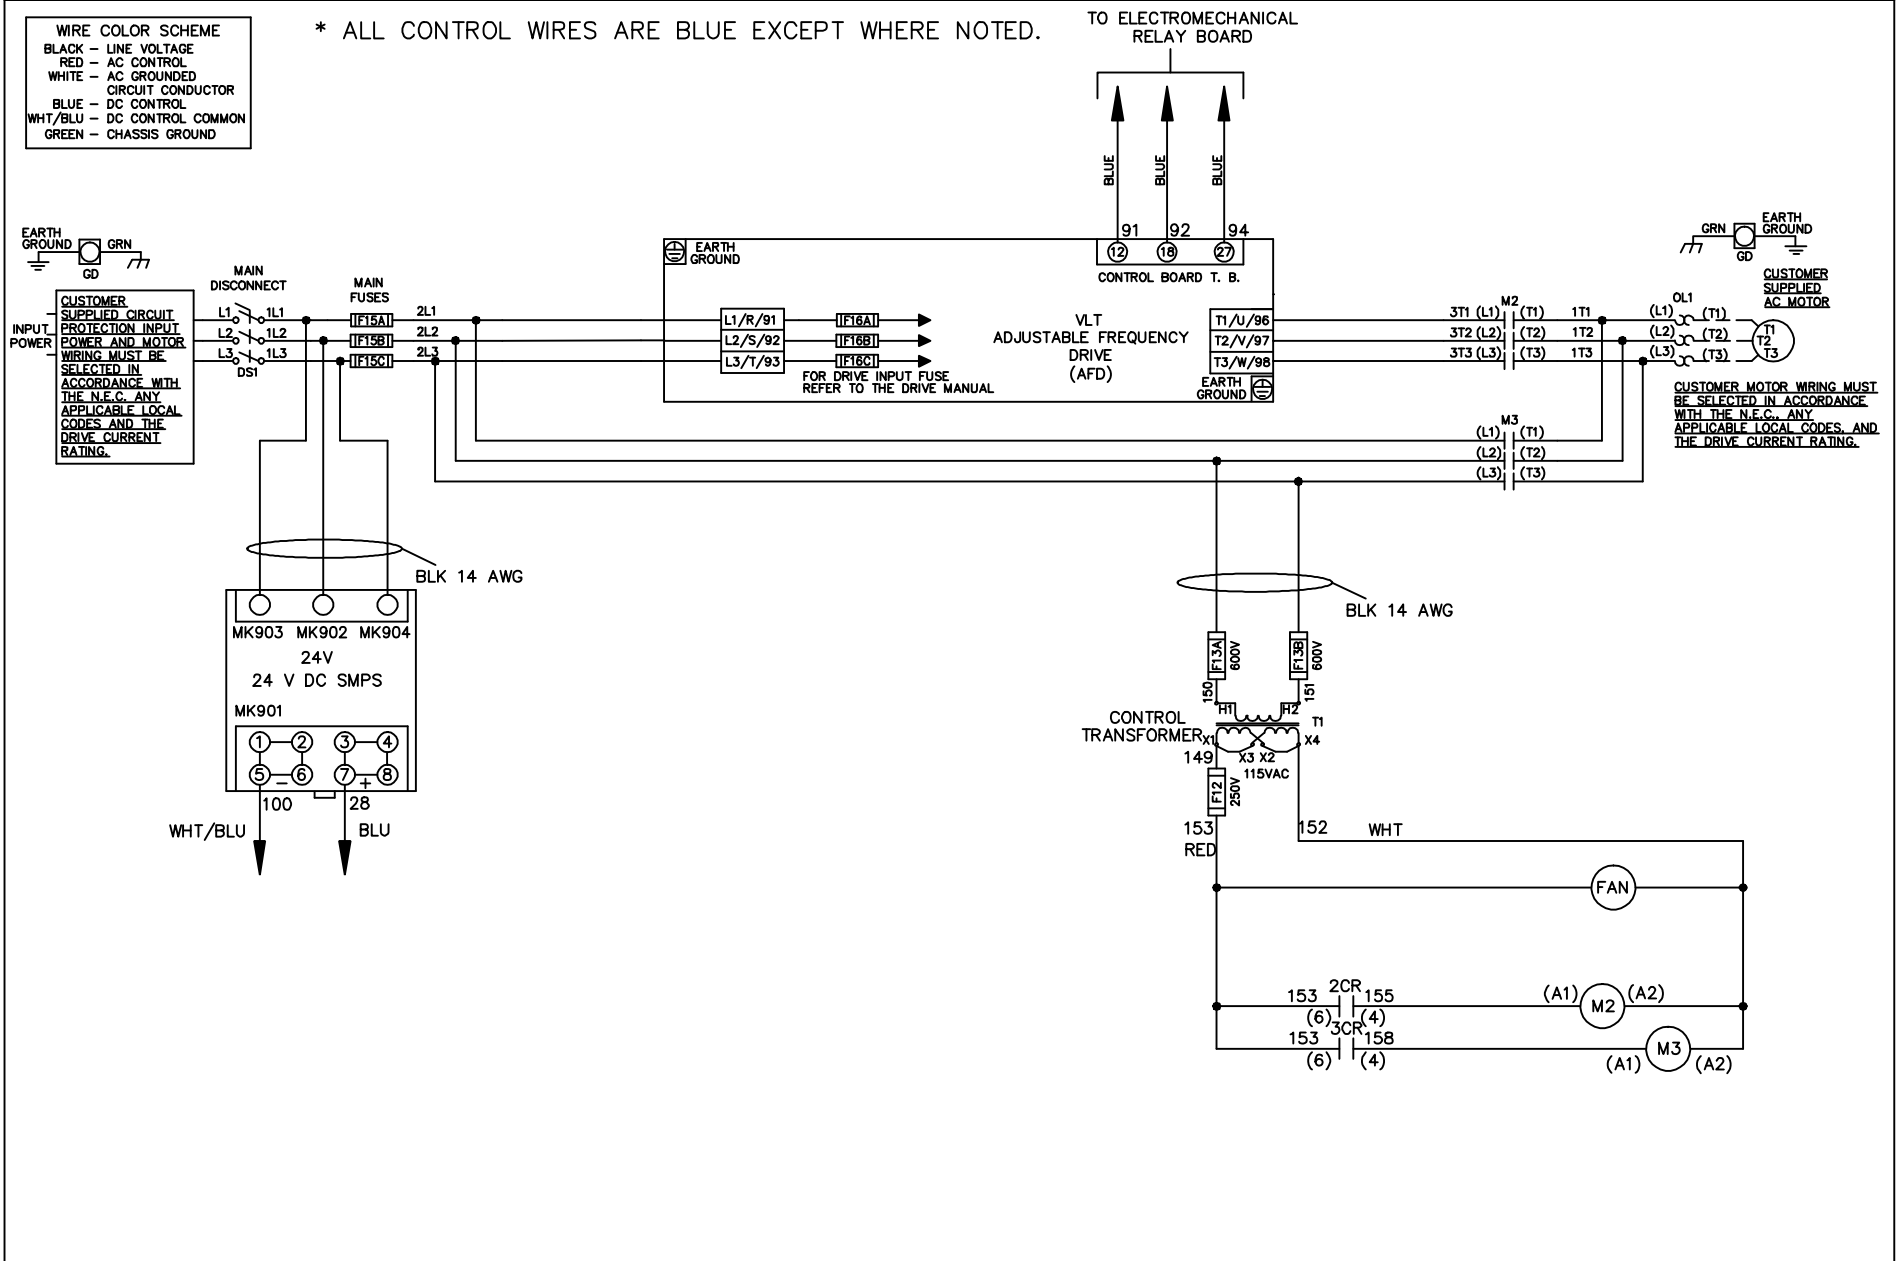 WIRE COLOR SCHEME
BLACK – LINE VOLTAGE
RED – AC CONTROL
WHITE – AC GROUNDED
CIRCUIT CONDUCTOR
BLUE – DC CONTROL
WHT/BLU – DC CONTROL COMMON
GREEN – CHASSIS GROUND
* ALL CONTROL WIRES ARE BLUE EXCEPT WHERE NOTED.
TO ELECTROMECHANICAL
RELAY BOARD
BLUE
BLUE
BLUE
91 92 94
12 18 27
CONTROL BOARD T. B.
EARTH
GROUND
GRN
GD
INPUT
POWER
CUSTOMER
SUPPLIED CIRCUIT
PROTECTION INPUT
POWER AND MOTOR
WIRING MUST BE
SELECTED IN
ACCORDANCE WITH
THE N.E.C. ANY
APPLICABLE LOCAL
CODES AND THE
DRIVE CURRENT
RATING.
MAIN
DISCONNECT
L1 1L1
L2 1L2
L3 1L3
DS1
MAIN
FUSES
F15A
F15B
F15C
2L1
2L2
2L3
EARTH
GROUND
L1/R/91
L2/S/92
L3/T/93
F16A
F16B
F16C
FOR DRIVE INPUT FUSE
REFER TO THE DRIVE MANUAL
VLT
ADJUSTABLE FREQUENCY
DRIVE
(AFD)
T1/U/96
T2/V/97
T3/W/98
EARTH
GROUND
M2
3T1 (L1) (T1) 1T1
3T2 (L2) (T2) 1T2
3T3 (L3) (T3) 1T3
OL1
(L1) (T1)
(L2) (T2)
(L3) (T3)
T1
T2
T3
GRN
EARTH
GROUND
GD
CUSTOMER
SUPPLIED
AC MOTOR
CUSTOMER MOTOR WIRING MUST
BE SELECTED IN ACCORDANCE
WITH THE N.E.C., ANY
APPLICABLE LOCAL CODES, AND
THE DRIVE CURRENT RATING.
M3
(L1) (T1)
(L2) (T2)
(L3) (T3)
BLK 14 AWG
MK903 MK902 MK904
24V
24 V DC SMPS
MK901
1 2 3 4
5 6 7 8
– +
100 28
WHT/BLU BLU
BLK 14 AWG
F13A
600V
F13B
600V
150
151
H1 H2
T1
CONTROL
TRANSFORMER
X1 X3 X2 X4
115VAC
149
F12
250V
153
RED
152 WHT
FAN
2CR
153 155
(6) (4)
(A1) M2 (A2)
3CR
153 158
(6) (4)
(A1) M3 (A2)